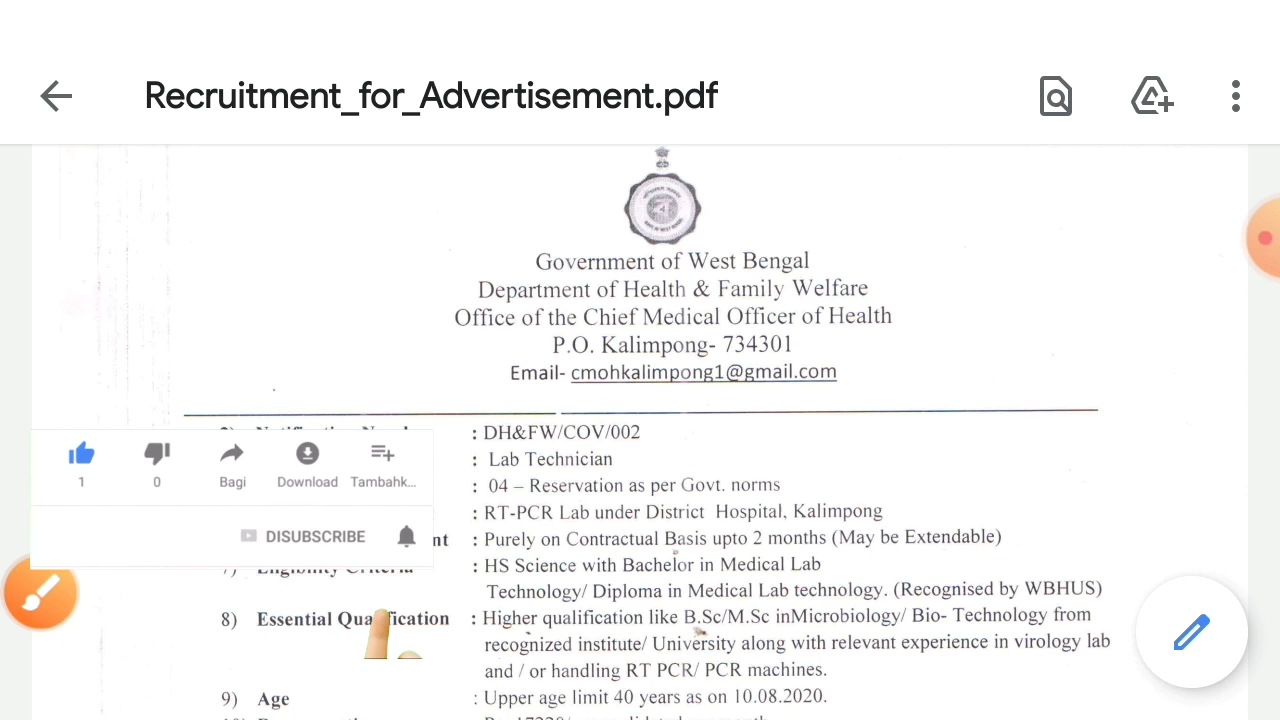 Recruitment_for_Advertisement.pdf
Government of West Bengal
Department of Health & Family Welfare
Office of the Chief Medical Officer of Health
P.O. Kalimpong- 734301
Email- cmohkalimpong1@gmail.com
: DH&FW/COV/002
: Lab Technician
: 04 – Reservation as per Govt. norms
: RT-PCR Lab under District Hospital, Kalimpong
nt : Purely on Contractual Basis upto 2 months (May be Extendable)
7) Eligibility Criteria : HS Science with Bachelor in Medical Lab
Technology/ Diploma in Medical Lab technology. (Recognised by WBHUS)
8) Essential Qualification : Higher qualification like B.Sc/M.Sc inMicrobiology/ Bio- Technology from
recognized institute/ University along with relevant experience in virology lab
and / or handling RT PCR/ PCR machines.
9) Age : Upper age limit 40 years as on 10.08.2020.
1 0 Bagi Download Tambahk...
DISUBSCRIBE